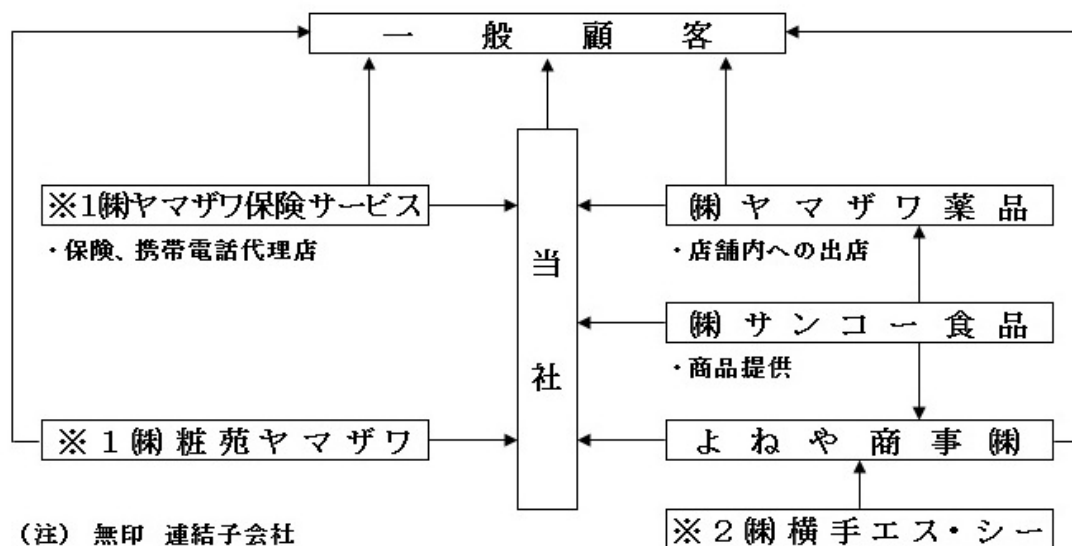 一般顧客
※1㈱ヤマザワ保険サービス
・保険、携帯電話代理店
※1㈱粧苑ヤマザワ
当社
㈱ヤマザワ薬品
・店舗内への出店
㈱サンコー食品
・商品提供
よねや商事㈱
※2㈱横手エス・シー
(注) 無印 連結子会社